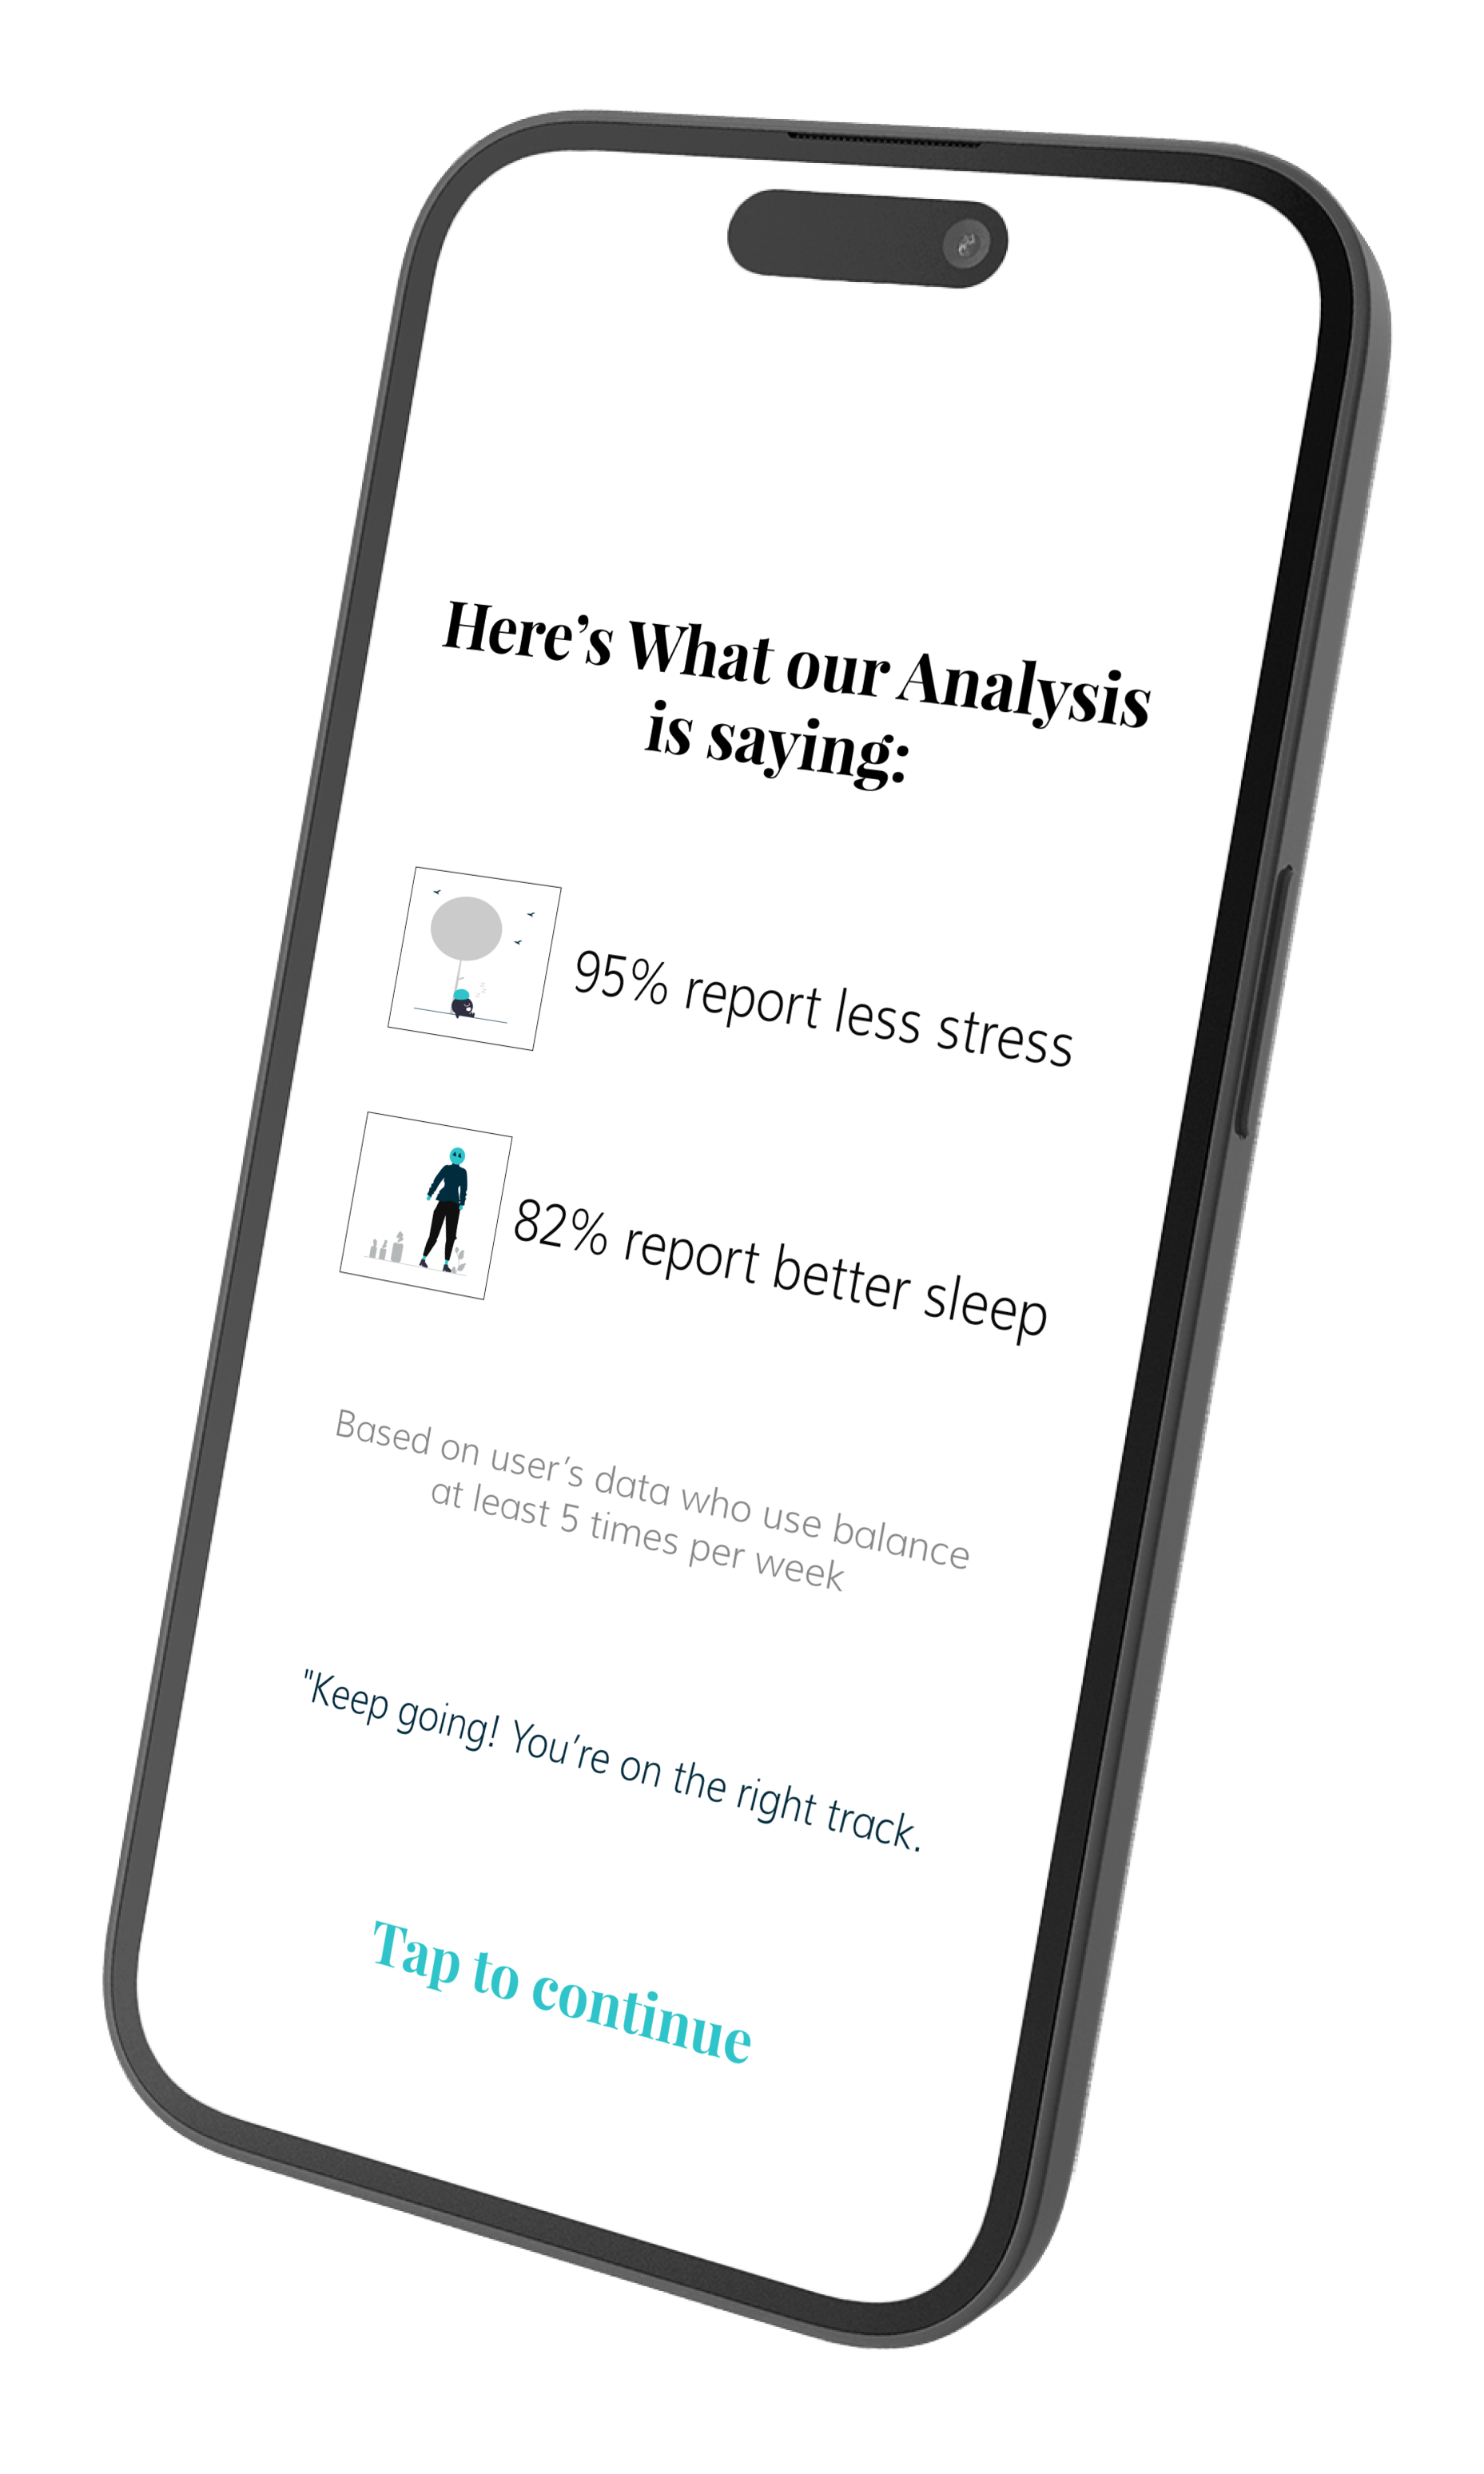 Here’s What our Analysis
is saying:
95% report less stress
82% report better sleep
Based on user’s data who use balance
at least 5 times per week
"Keep going! You’re on the right track.
Tap to continue